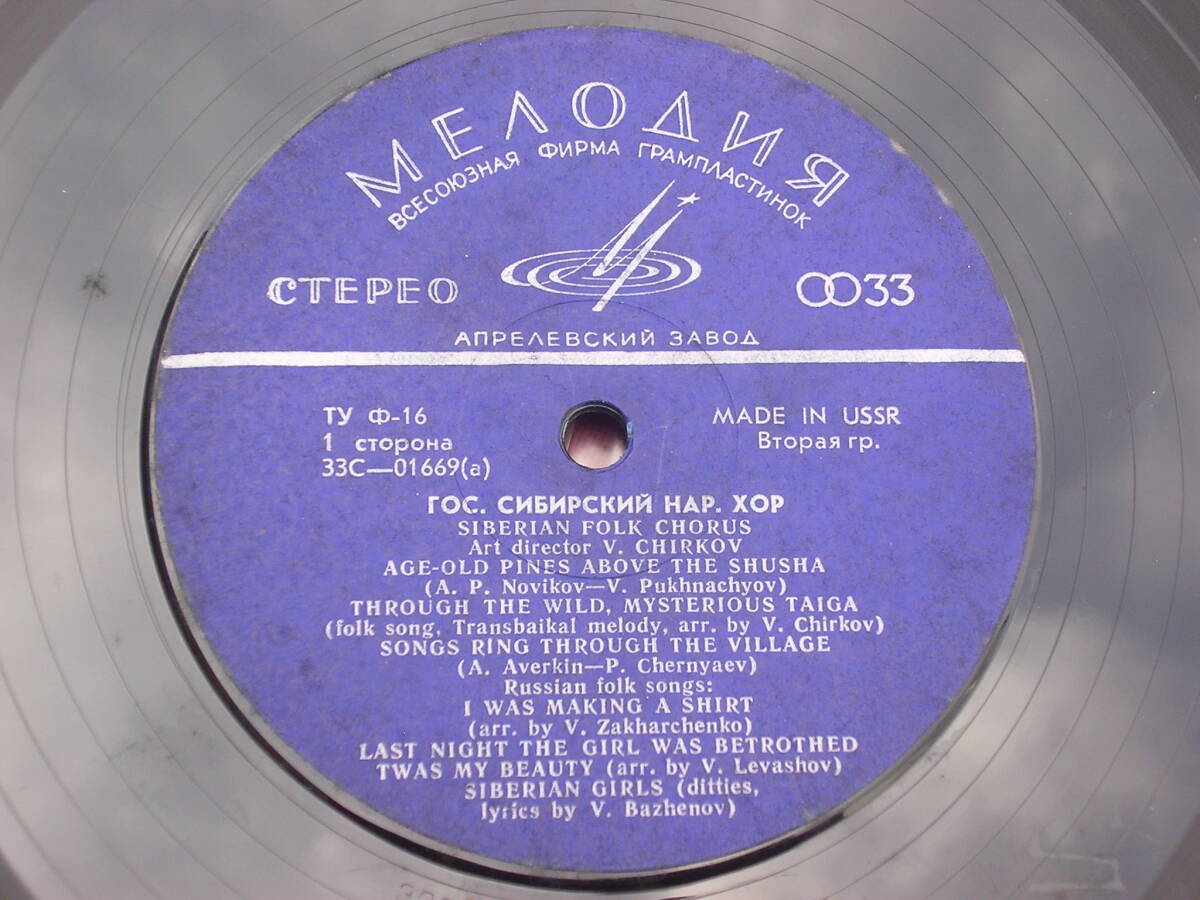 МЕЛОДИЯ
ВСЕСОЮЗНАЯ ФИРМА ГРАМПЛАСТИНОК
СТЕРЕО
33
АПРЕЛЕВСКИЙ ЗАВОД
ТУ Ф-16
MADE IN USSR
1 сторона
Вторая гр.
33С—01669(а)
ГОС. СИБИРСКИЙ НАР. ХОР
SIBERIAN FOLK CHORUS
Art director V. CHIRKOV
AGE-OLD PINES ABOVE THE SHUSHA
(A. P. Novikov—V. Pukhnachyov)
THROUGH THE WILD, MYSTERIOUS TAIGA
(folk song, Transbaikal melody, arr. by V. Chirkov)
SONGS RING THROUGH THE VILLAGE
(A. Averkin—P. Chernyaev)
Russian folk songs:
I WAS MAKING A SHIRT
(arr. by V. Zakharchenko)
LAST NIGHT THE GIRL WAS BETROTHED
TWAS MY BEAUTY (arr. by V. Levashov)
SIBERIAN GIRLS (ditties,
lyrics by V. Bazhenov)